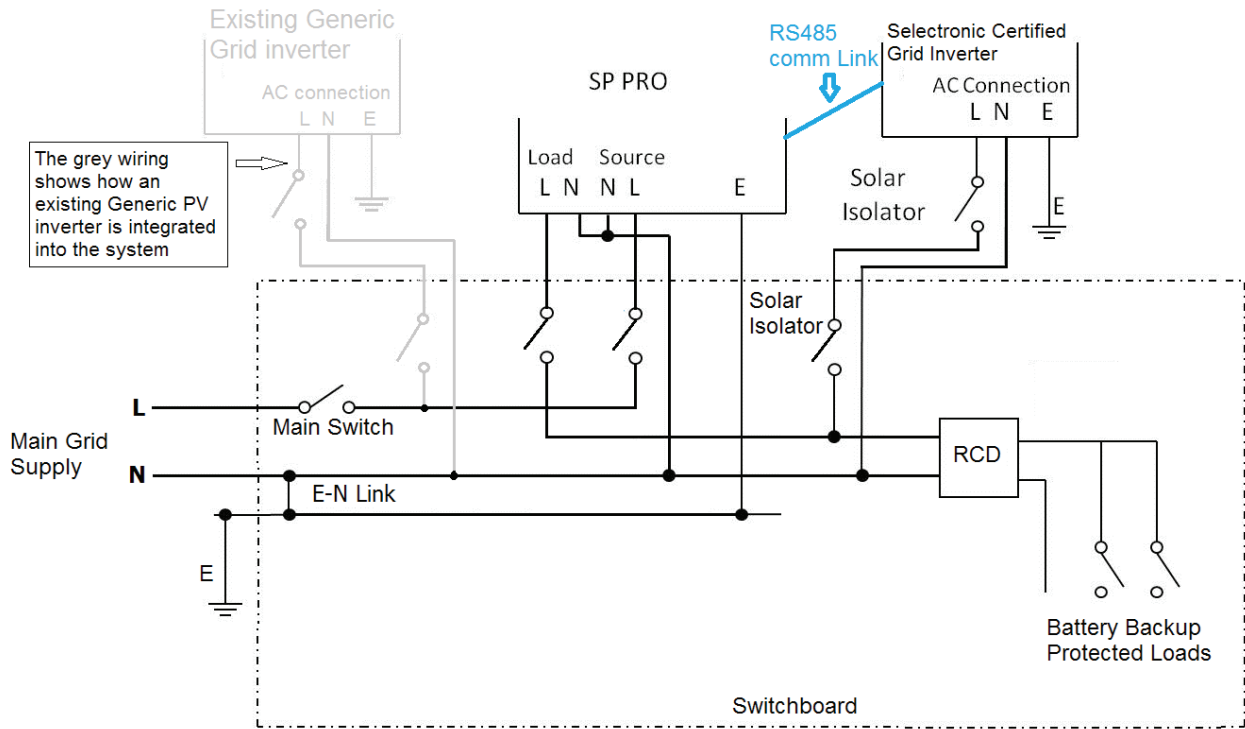 Existing Generic
Grid inverter
AC connection
L N E
The grey wiring
shows how an
existing Generic PV
inverter is integrated
into the system
SP PRO
Load Source
L N N L E
RS485
comm Link
Selectronic Certified
Grid Inverter
AC Connection
L N E
Solar
Isolator
E
Solar
Isolator
L
Main Switch
Main Grid
Supply
N
E-N Link
E
RCD
Battery Backup
Protected Loads
Switchboard